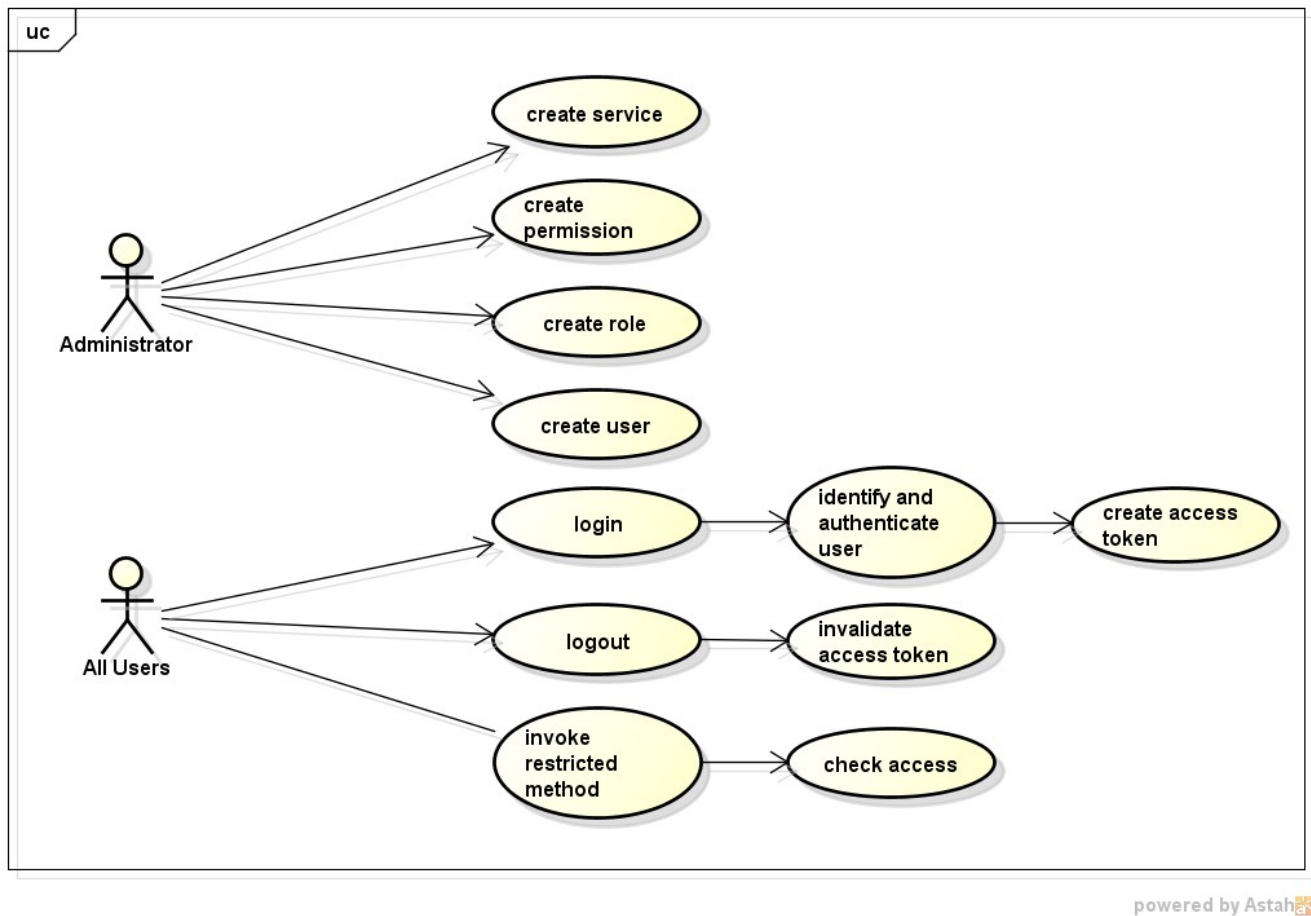 uc
create service
create
permission
create role
Administrator
create user
login
identify and
authenticate
user
create access
token
All Users
logout
invalidate
access token
invoke
restricted
method
check access
powered by Astah